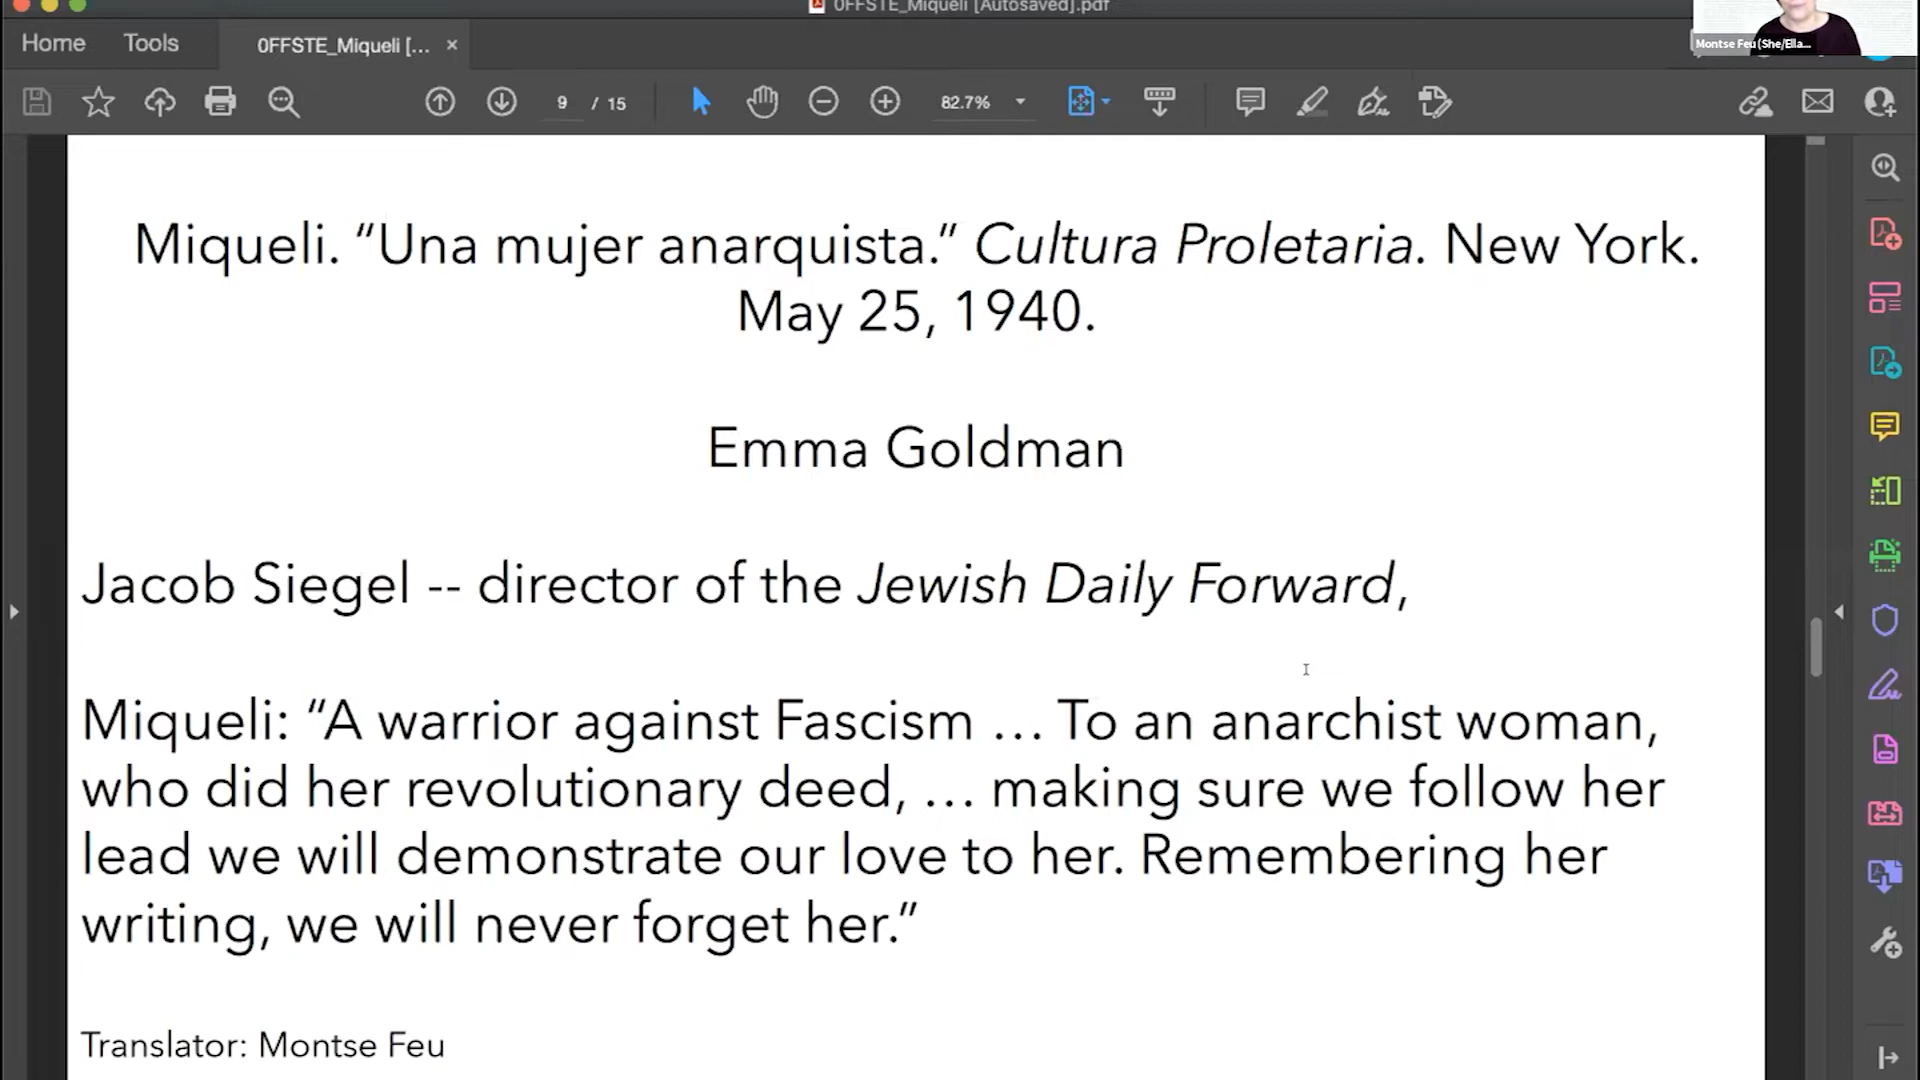 0FFSTE_Miqueli [Autosaved].pdf
Montse Feu (She/Ella...
Home Tools 0FFSTE_Miqueli [... ×
9 / 15 82.7%
Miqueli. “Una mujer anarquista.” Cultura Proletaria. New York.
May 25, 1940.
Emma Goldman
Jacob Siegel -- director of the Jewish Daily Forward,
Miqueli: “A warrior against Fascism … To an anarchist woman,
who did her revolutionary deed, … making sure we follow her
lead we will demonstrate our love to her. Remembering her
writing, we will never forget her.”
Translator: Montse Feu